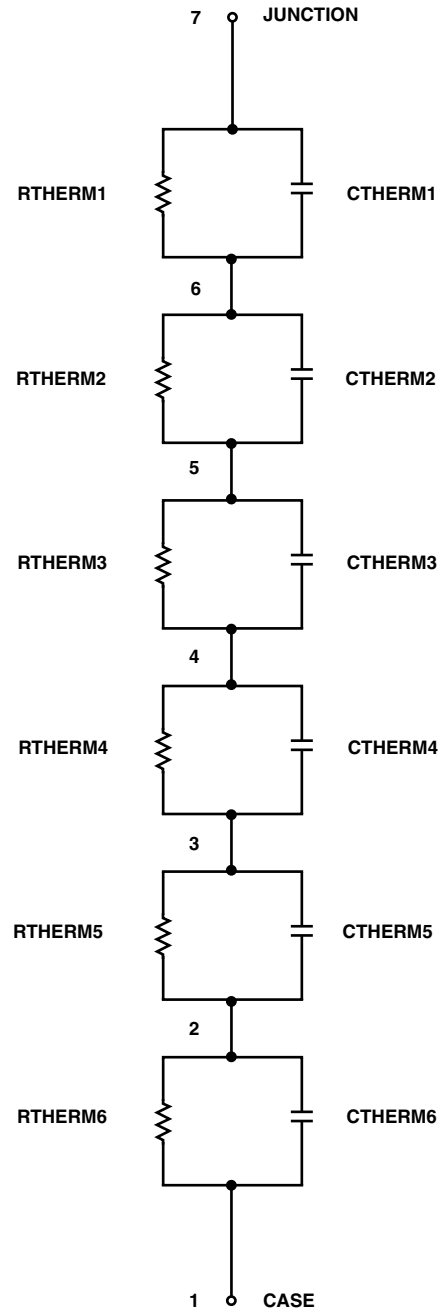 7 JUNCTION
RTHERM1 CTHERM1
6
RTHERM2 CTHERM2
5
RTHERM3 CTHERM3
4
RTHERM4 CTHERM4
3
RTHERM5 CTHERM5
2
RTHERM6 CTHERM6
1 CASE